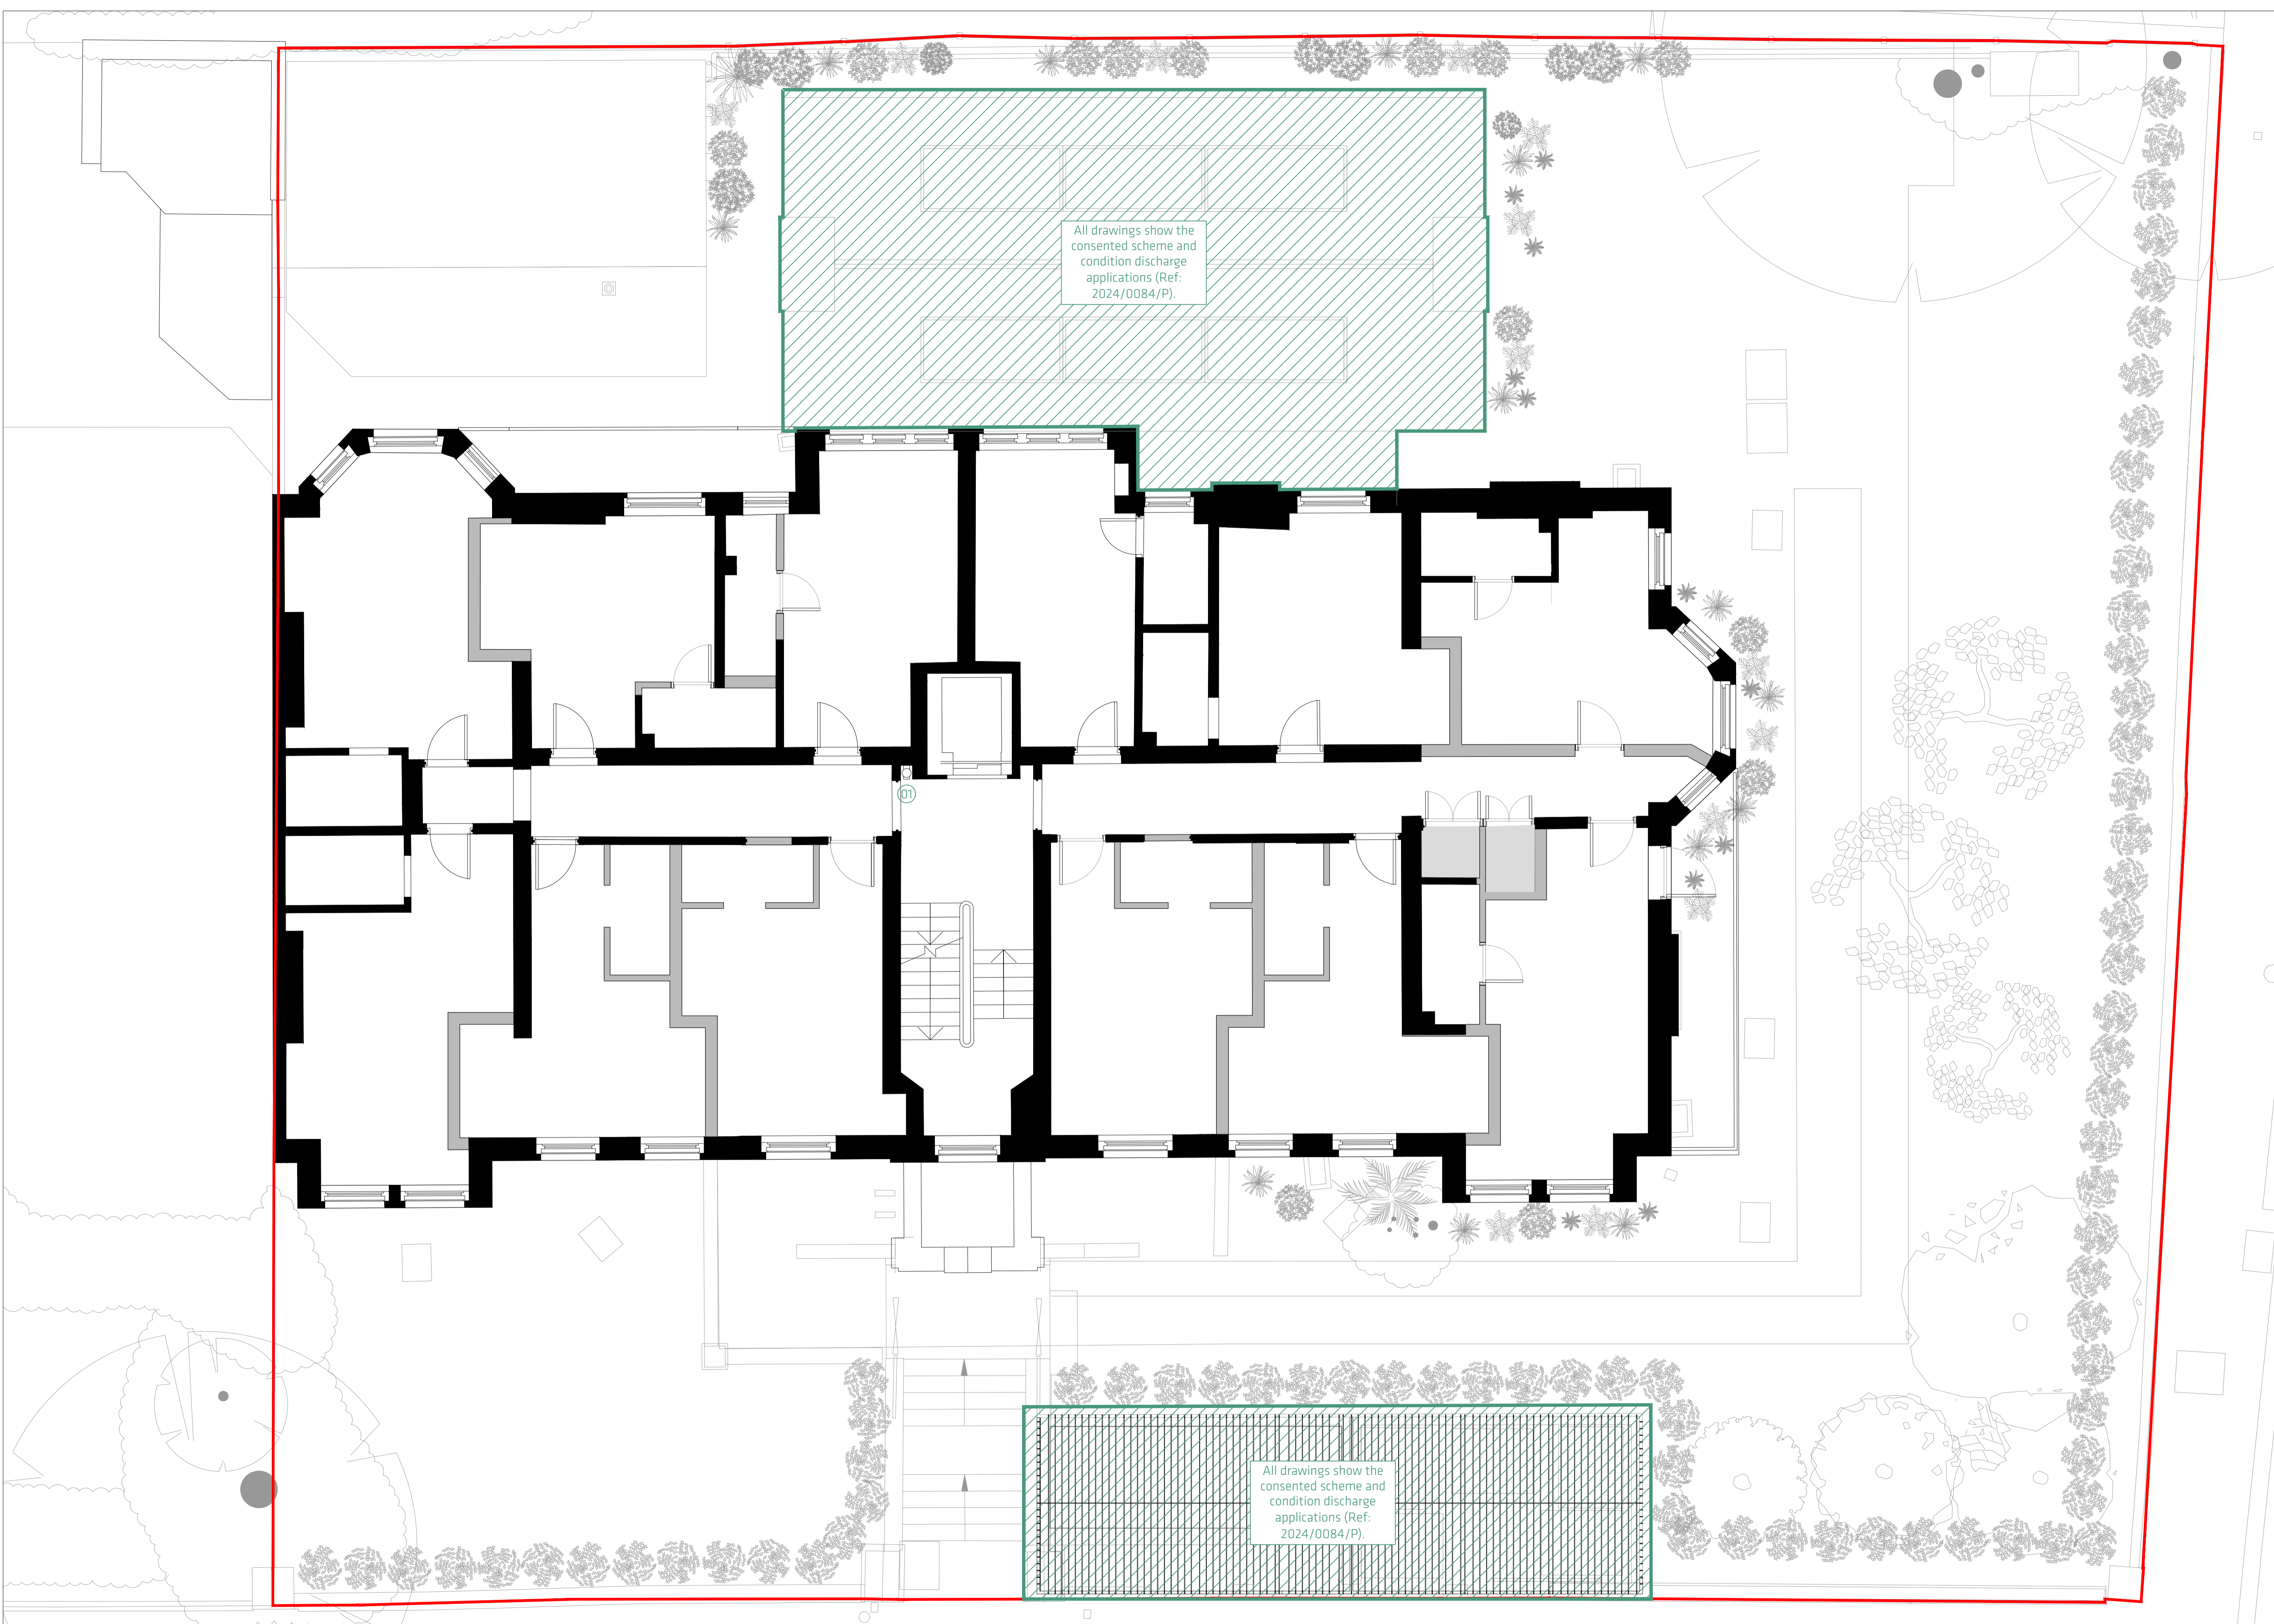 All drawings show the
consented scheme and
condition discharge
applications (Ref:
2024/0084/P).
01
All drawings show the
consented scheme and
condition discharge
applications (Ref:
2024/0084/P).